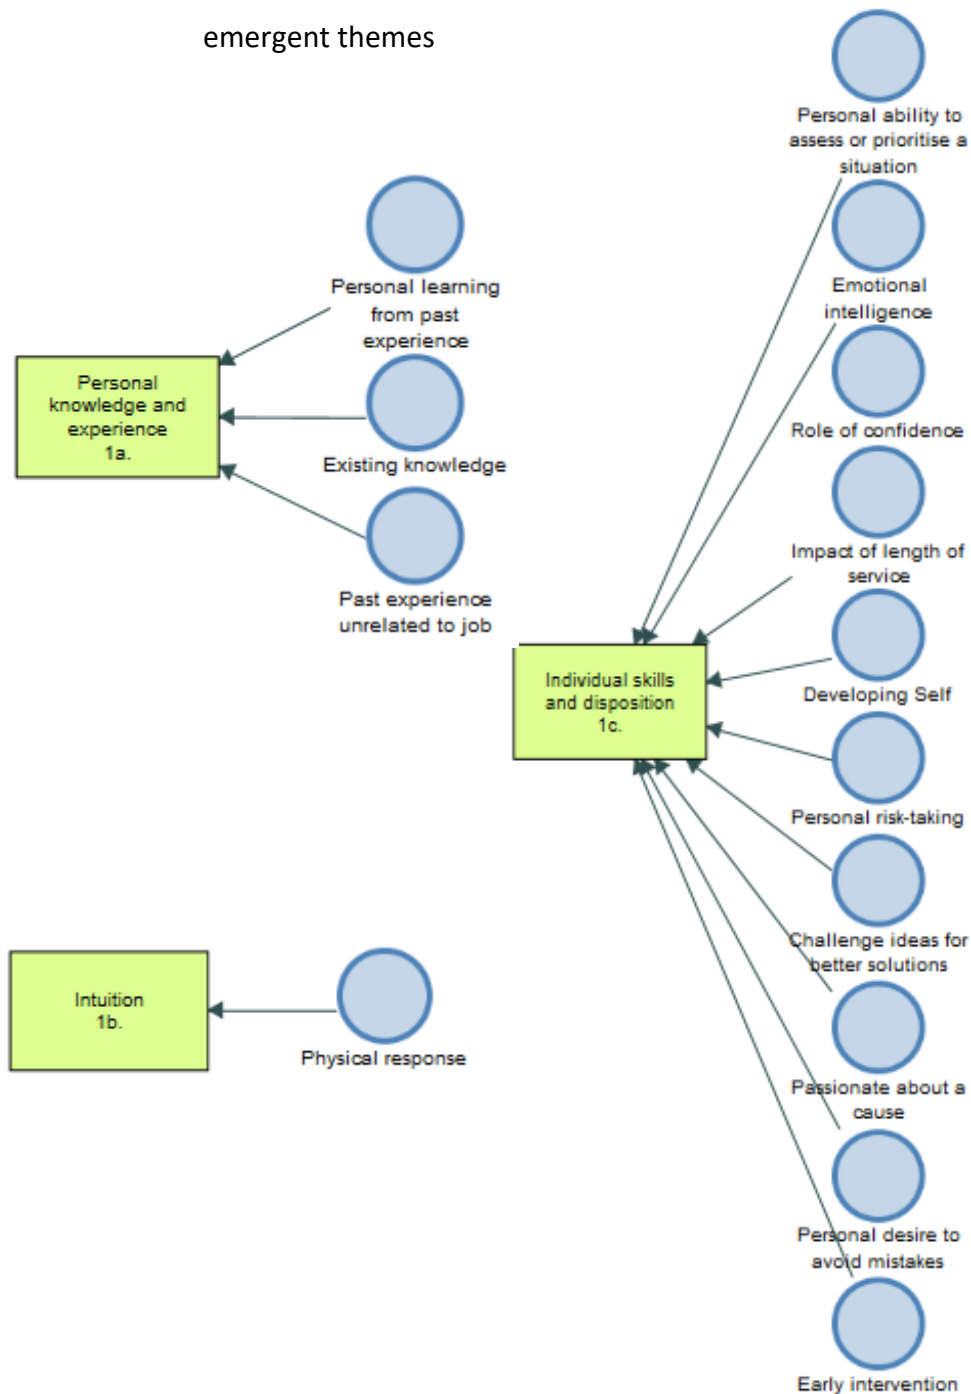 emergent themes
Personal ability to
assess or prioritise a
situation
Personal learning
from past
experience
Emotional
intelligence
Personal
knowledge and
experience
1a.
Role of confidence
Existing knowledge
Impact of length of
service
Past experience
unrelated to job
Individual skills
and disposition
1c.
Developing Self
Personal risk-taking
Challenge ideas for
better solutions
Intuition
1b.
Physical response
Passionate about a
cause
Personal desire to
avoid mistakes
Early intervention